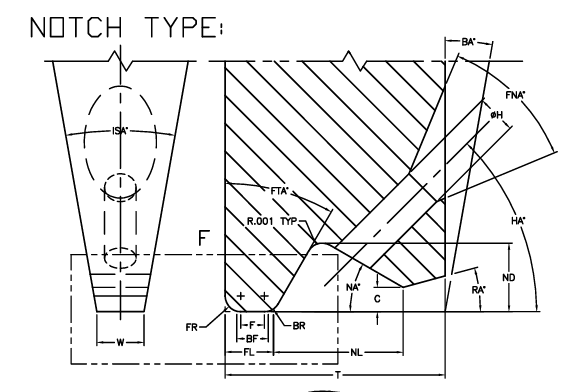 NOTCH TYPE:
BA°
FNA°
øH
ISA°
FTA°
R.001 TYP
HA°
F
ND
NA°
C
RA°
FR
F
BR
BF
W
FL
NL
T